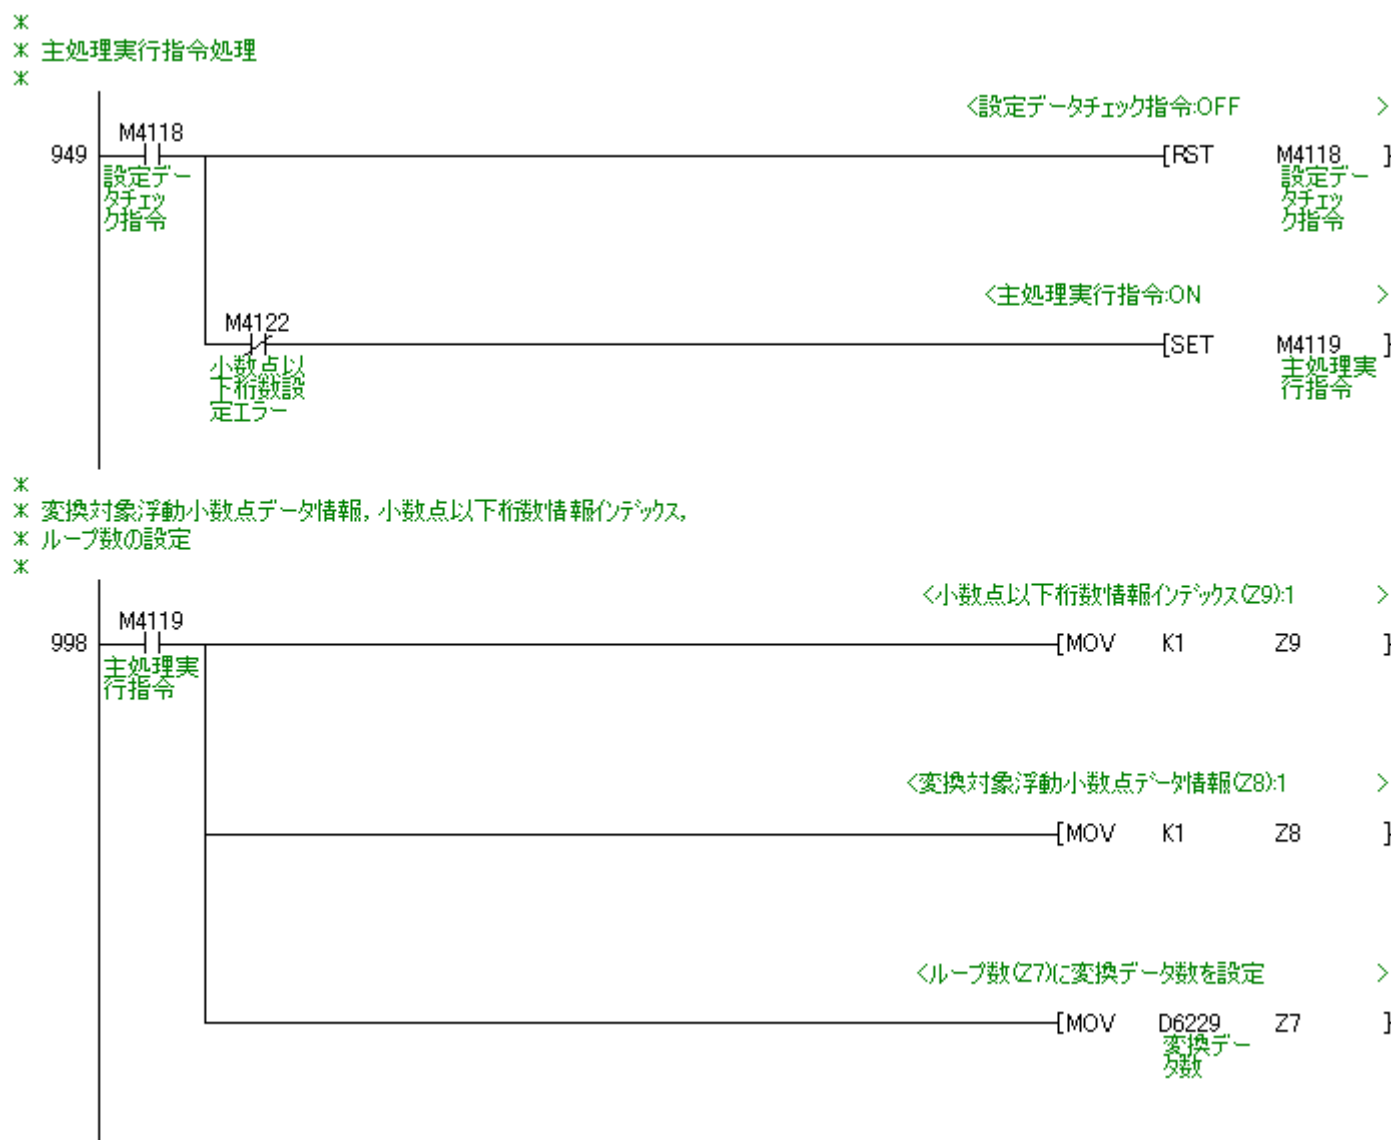 *
* 主処理実行指令処理
*
<設定データチェック指令:OFF >
M4118
949
[RST M4118 ]
設定デー
タチェッ
ク指令
設定デー
タチェッ
ク指令
<主処理実行指令:ON >
M4122
[SET M4119 ]
小数点以
下桁数設
定エラー
主処理実
行指令
*
* 変換対象浮動小数点データ情報, 小数点以下桁数情報インデックス,
* ループ数の設定
*
<小数点以下桁数情報インデックス(Z9):1 >
M4119
998
[MOV K1 Z9 ]
主処理実
行指令
<変換対象浮動小数点データ情報(Z8):1 >
[MOV K1 Z8 ]
<ループ数(Z7)に変換データ数を設定 >
[MOV D6229 Z7 ]
変換デー
タ数